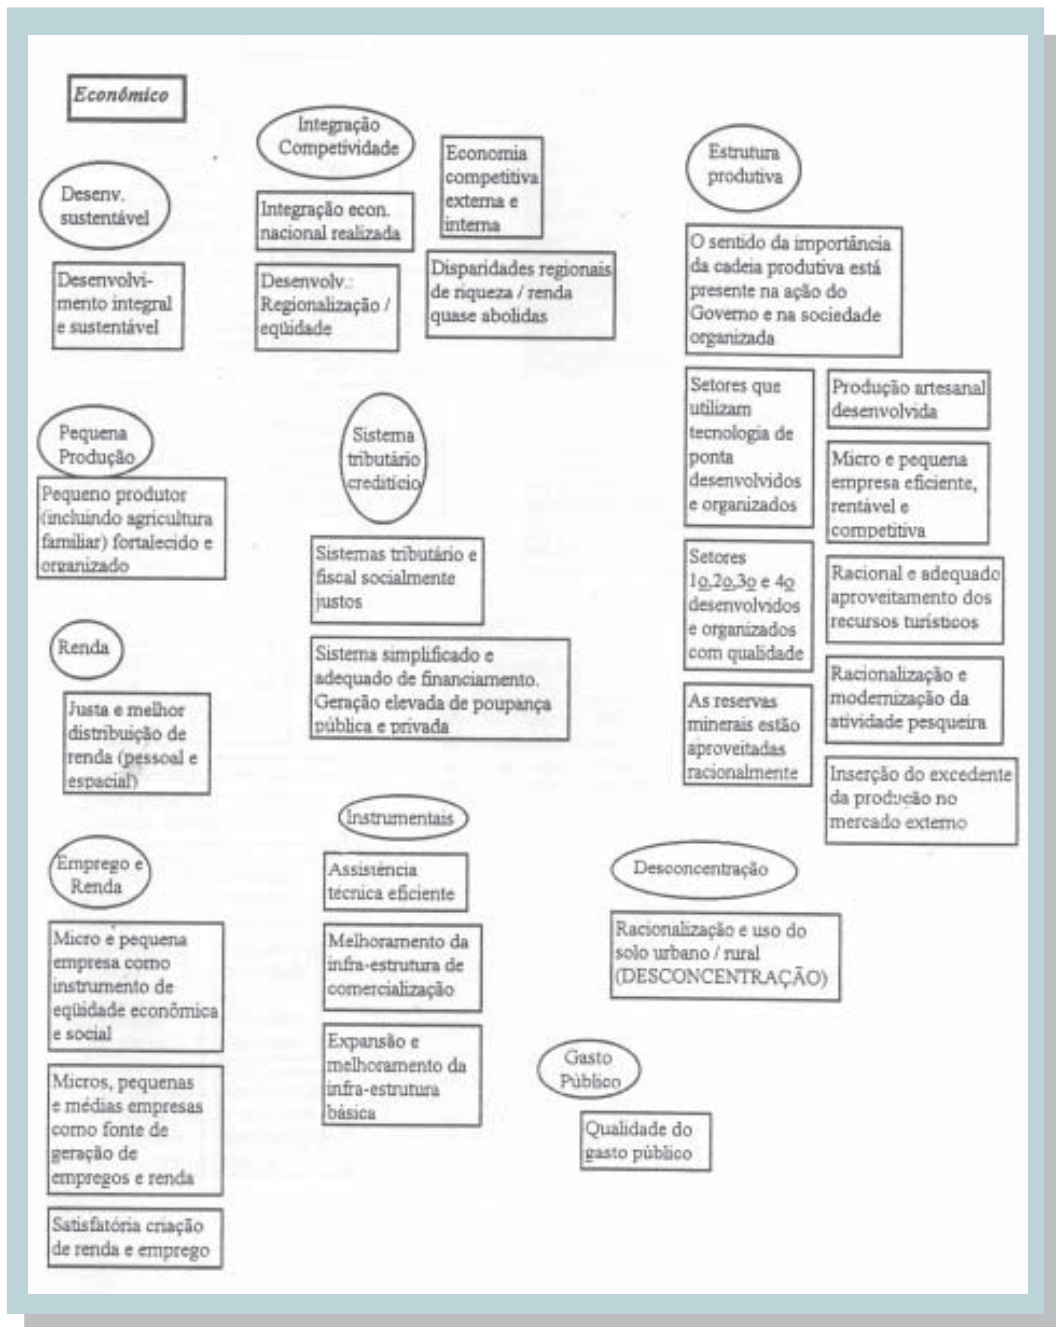 Econômico
Desenv.
sustentável
Desenvolvi-
mento integral
e sustentável
Integração
Competividade
Integração econ.
nacional realizada
Desenvolv.:
Regionalização /
eqüidade
Economia
competitiva
externa e
interna
Disparidades regionais
de riqueza / renda
quase abolidas
Estrutura
produtiva
O sentido da importância
da cadeia produtiva está
presente na ação do
Governo e na sociedade
organizada
Setores que
utilizam
tecnologia de
ponta
desenvolvidos
e organizados
Setores
1o,2o,3o e 4o
desenvolvidos
e organizados
com qualidade
As reservas
minerais estão
aproveitadas
racionalmente
Produção artesanal
desenvolvida
Micro e pequena
empresa eficiente,
rentável e
competitiva
Racional e adequado
aproveitamento dos
recursos turísticos
Racionalização e
modernização da
atividade pesqueira
Inserção do excedente
da produção no
mercado externo
Pequena
Produção
Pequeno produtor
(incluindo agricultura
familiar) fortalecido e
organizado
Sistema
tributário
creditício
Sistemas tributário e
fiscal socialmente
justos
Sistema simplificado e
adequado de financiamento.
Geração elevada de poupança
pública e privada
Renda
Justa e melhor
distribuição de
renda (pessoal e
espacial)
Emprego e
Renda
Micro e pequena
empresa como
instrumento de
eqüidade econômica
e social
Micros, pequenas
e médias empresas
como fonte de
geração de
empregos e renda
Satisfatória criação
de renda e emprego
Instrumentais
Assistência
técnica eficiente
Melhoramento da
infra-estrutura de
comercialização
Expansão e
melhoramento da
infra-estrutura
básica
Desconcentração
Racionalização e uso do
solo urbano / rural
(DESCONCENTRAÇÃO)
Gasto
Público
Qualidade do
gasto público